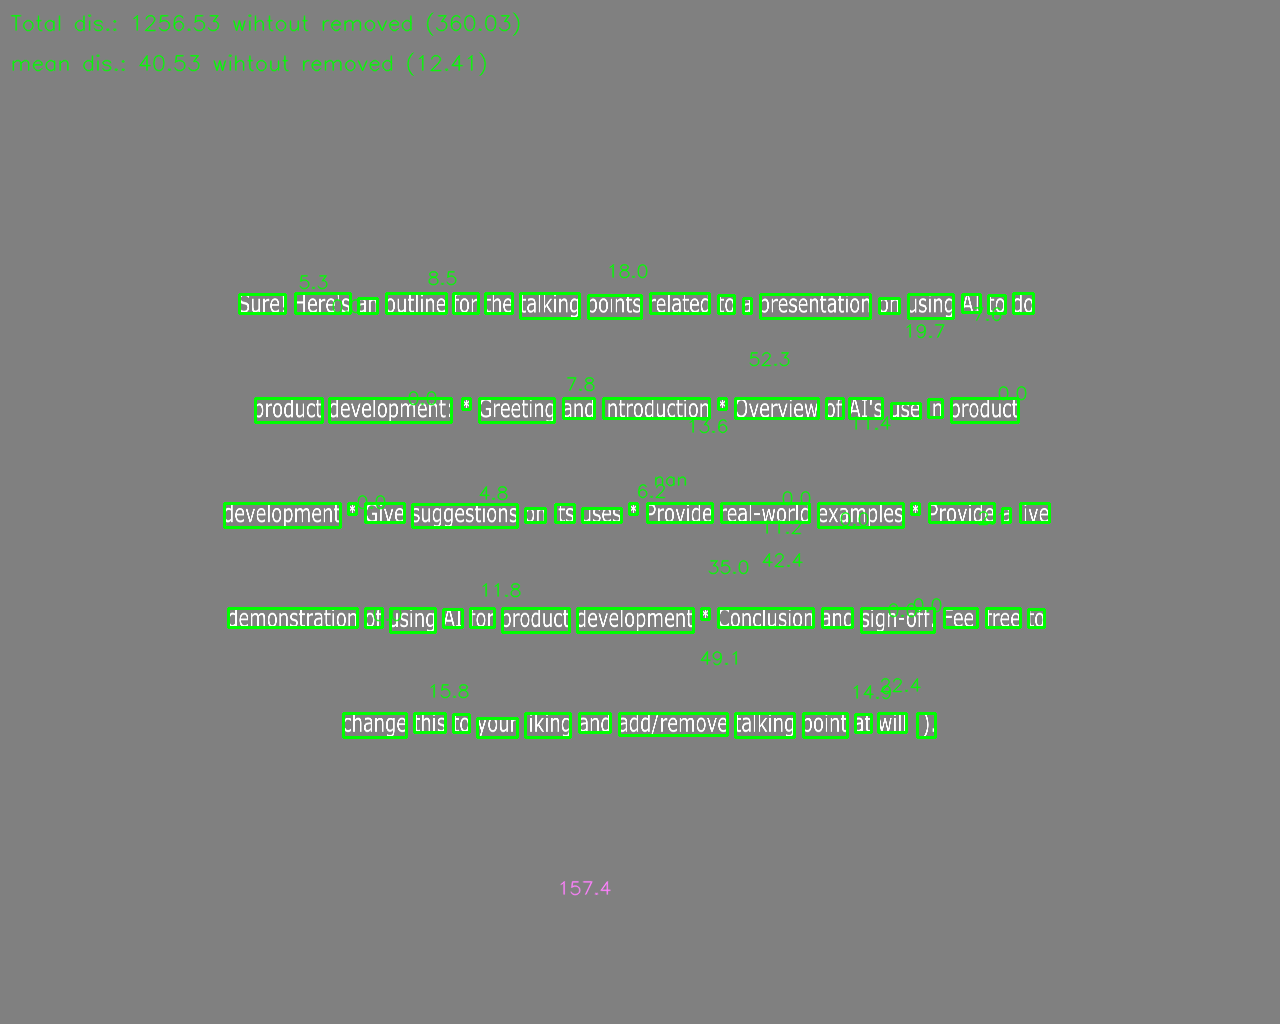 Total dis.: 1256.53 wihtout removed (360.03)
mean dis.: 40.53 wihtout removed (12.41)
5.3 8.5 18.0
Sure! Here's an outline for the talking points related to a presentation on using AI to do
19.7
52.3
7.8 0.0 0.0
product development: * Greeting and Introduction * Overview of AI's use in product
13.6 11.4
nan
4.8 6.2 0.0 0.0
development * Give suggestions on its uses * Provide real-world examples * Provide a live
11.2
35.0 42.4
11.8 0.0
demonstration of using AI for product development * Conclusion and sign-off. Feel free to
49.1
15.8 14.9 22.4
change this to your liking and add/remove talking point at will :).
157.4